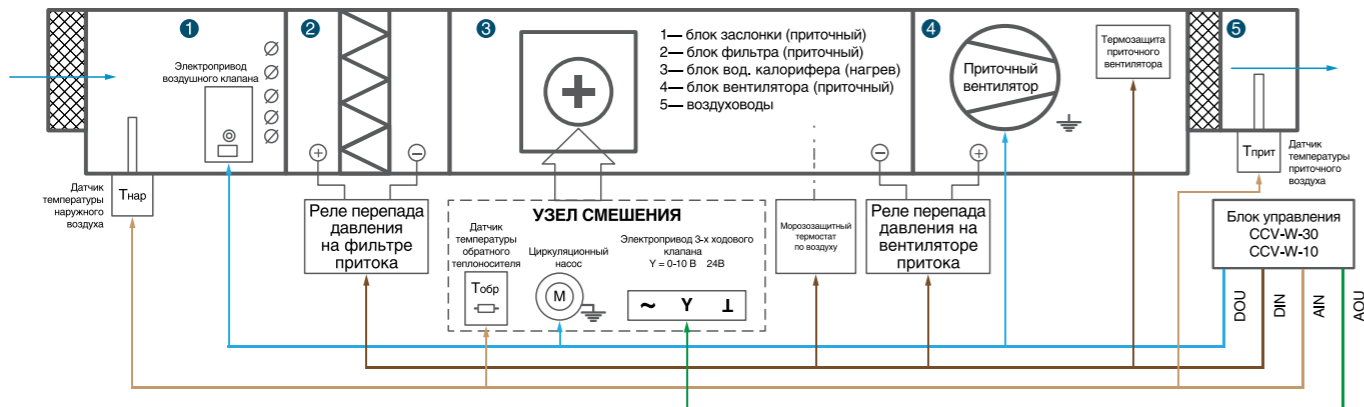 1
Электропривод
воздушного клапана
2
3
1— блок заслонки (приточный)
2— блок фильтра (приточный)
3— блок вод. калорифера (нагрев)
4— блок вентилятора (приточный)
5— воздуховоды
4
Приточный
вентилятор
Термозащита
приточного
вентилятора
5
Датчик
температуры
наружного
воздуха
Тнар
Реле перепада
давления
на фильтре
притока
УЗЕЛ СМЕШЕНИЯ
Датчик
температуры
обратного
теплоносителя
Тобр
Циркуляционный
насос
М
Электропривод 3-х ходового
клапана
Y = 0-10 В 24В
~ Y ⊥
Морозозащитный
термостат
по воздуху
Реле перепада
давления на
вентиляторе
притока
Тприт
Датчик
температуры
приточного
воздуха
Блок управления
CCV-W-30
CCV-W-10
DOU
DIN
AIN
AOU